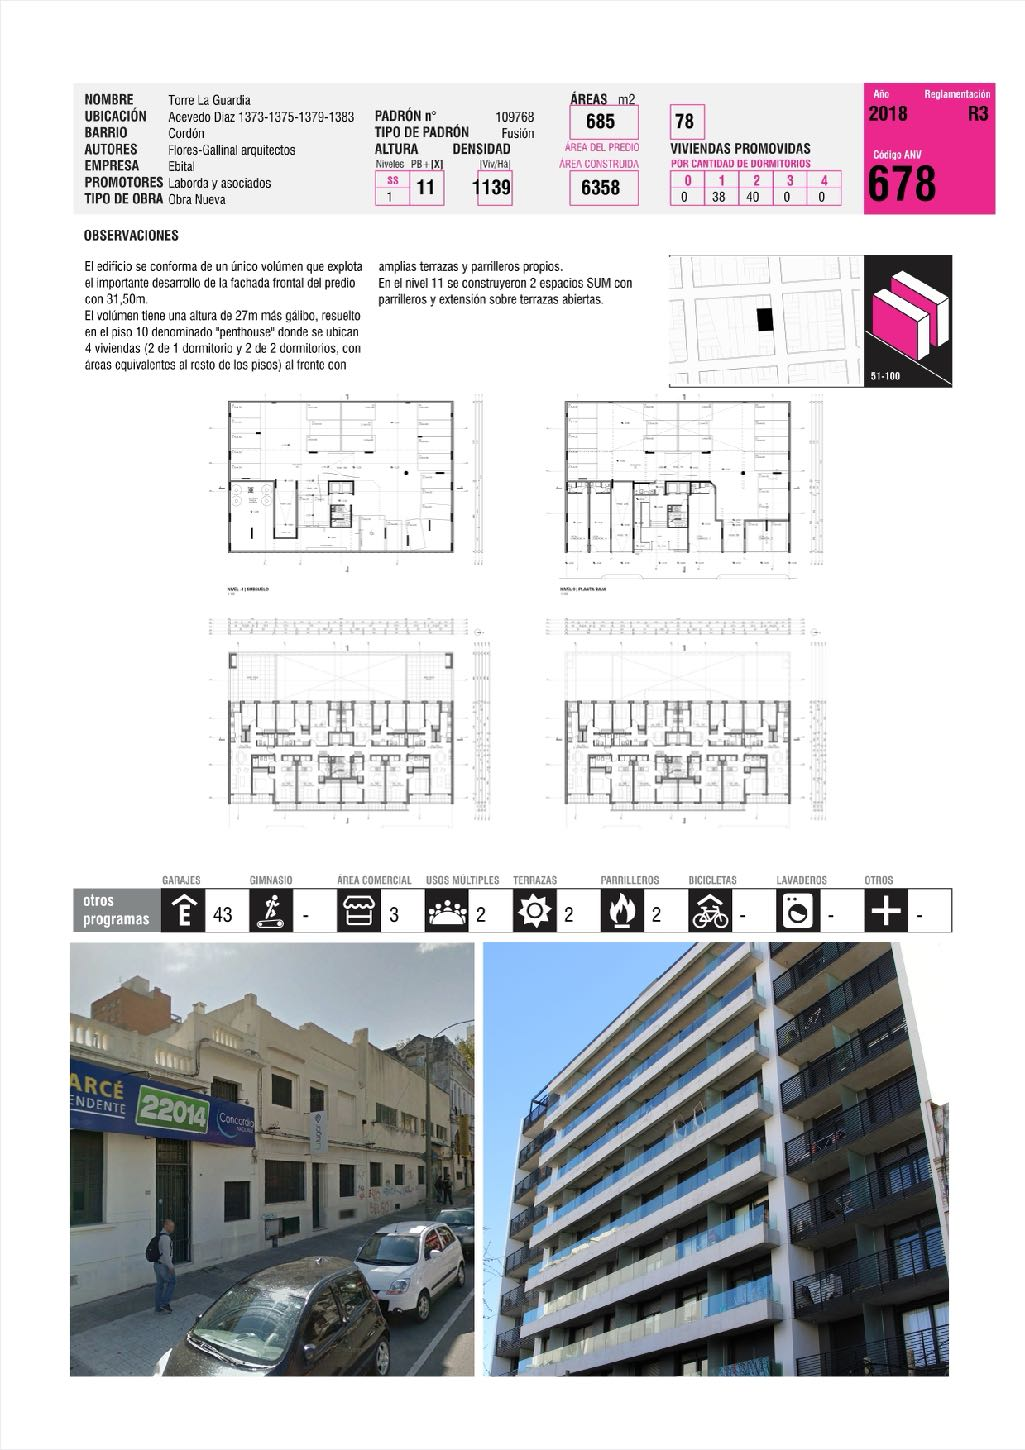 NOMBRE Torre La Guardia
UBICACIÓN Acevedo Diaz 1373-1375-1379-1383
BARRIO Cordón
AUTORES Flores-Gallinal arquitectos
EMPRESA Ebital
PROMOTORES Laborda y asociados
TIPO DE OBRA Obra Nueva
PADRÓN n° 109768
TIPO DE PADRÓN Fusión
ALTURA DENSIDAD
Niveles PB+[X] [Viv/Há]
SS 11 1139
1
ÁREAS m2
685
ÁREA DEL PREDIO
ÁREA CONSTRUIDA
6358
78
VIVIENDAS PROMOVIDAS
POR CANTIDAD DE DORMITORIOS
0 1 2 3 4
0 38 40 0 0
Año Reglamentación
2018 R3
Código ANV
678
OBSERVACIONES
El edificio se conforma de un único volúmen que explota
el importante desarrollo de la fachada frontal del predio
con 31,50m.
El volúmen tiene una altura de 27m más gálibo, resuelto
en el piso 10 denominado "penthouse" donde se ubican
4 viviendas (2 de 1 dormitorio y 2 de 2 dormitorios, con
áreas equivalentes al resto de los pisos) al frente con
amplias terrazas y parrilleros propios.
En el nivel 11 se construyeron 2 espacios SUM con
parrilleros y extensión sobre terrazas abiertas.
51-100
NIVEL -1 | SUBSUELO
NIVEL 0 | PLANTA BAJA
GARAJES GIMNASIO ÁREA COMERCIAL USOS MÚLTIPLES TERRAZAS PARRILLEROS BICICLETAS LAVADEROS OTROS
otros
programas
E 43 - 3 2 2 2 - - -
ARCÉ
ENDENTE
22014
Concordia